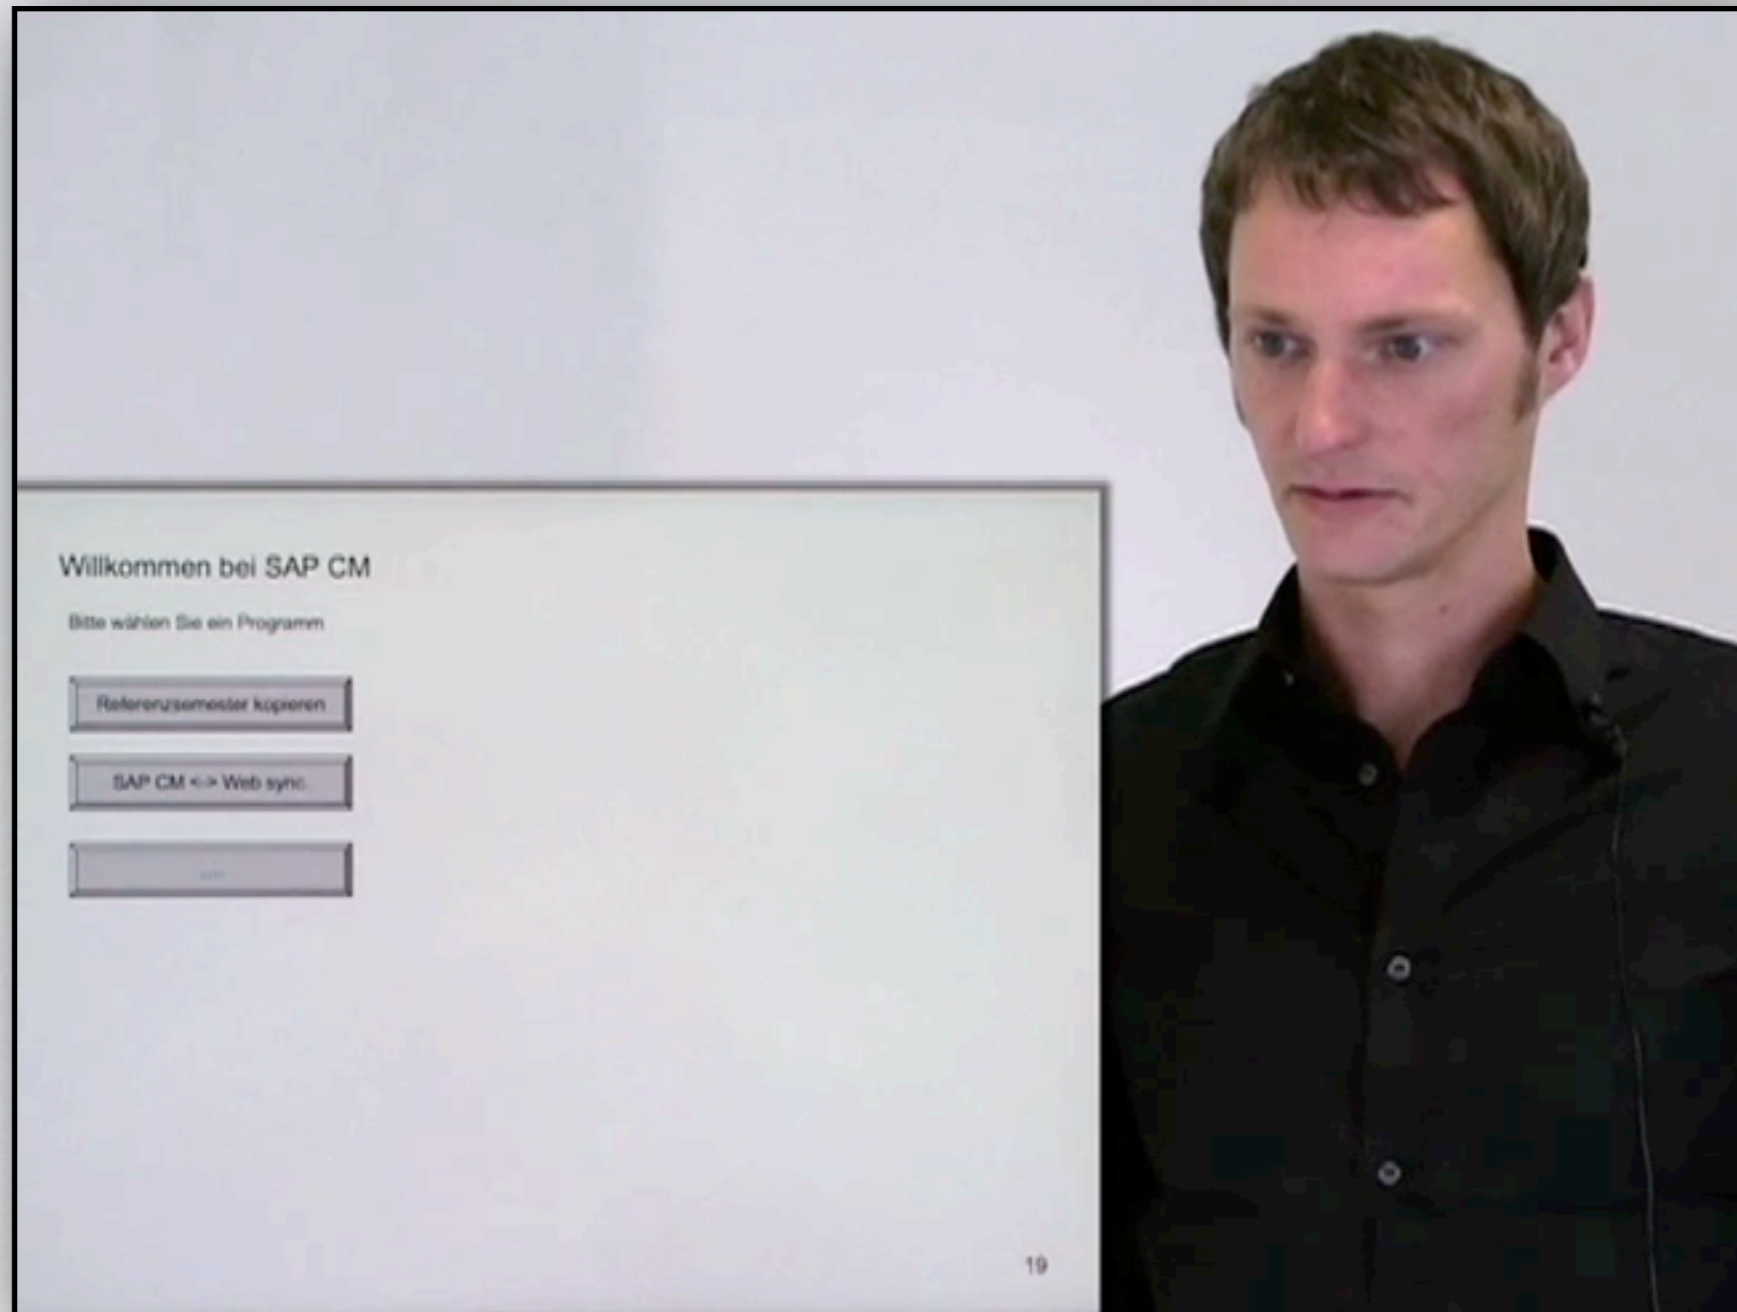 Willkommen bei SAP CM
Bitte wählen Sie ein Programm
Referenzsemester kopieren
SAP CM <-> Web sync.
...
19